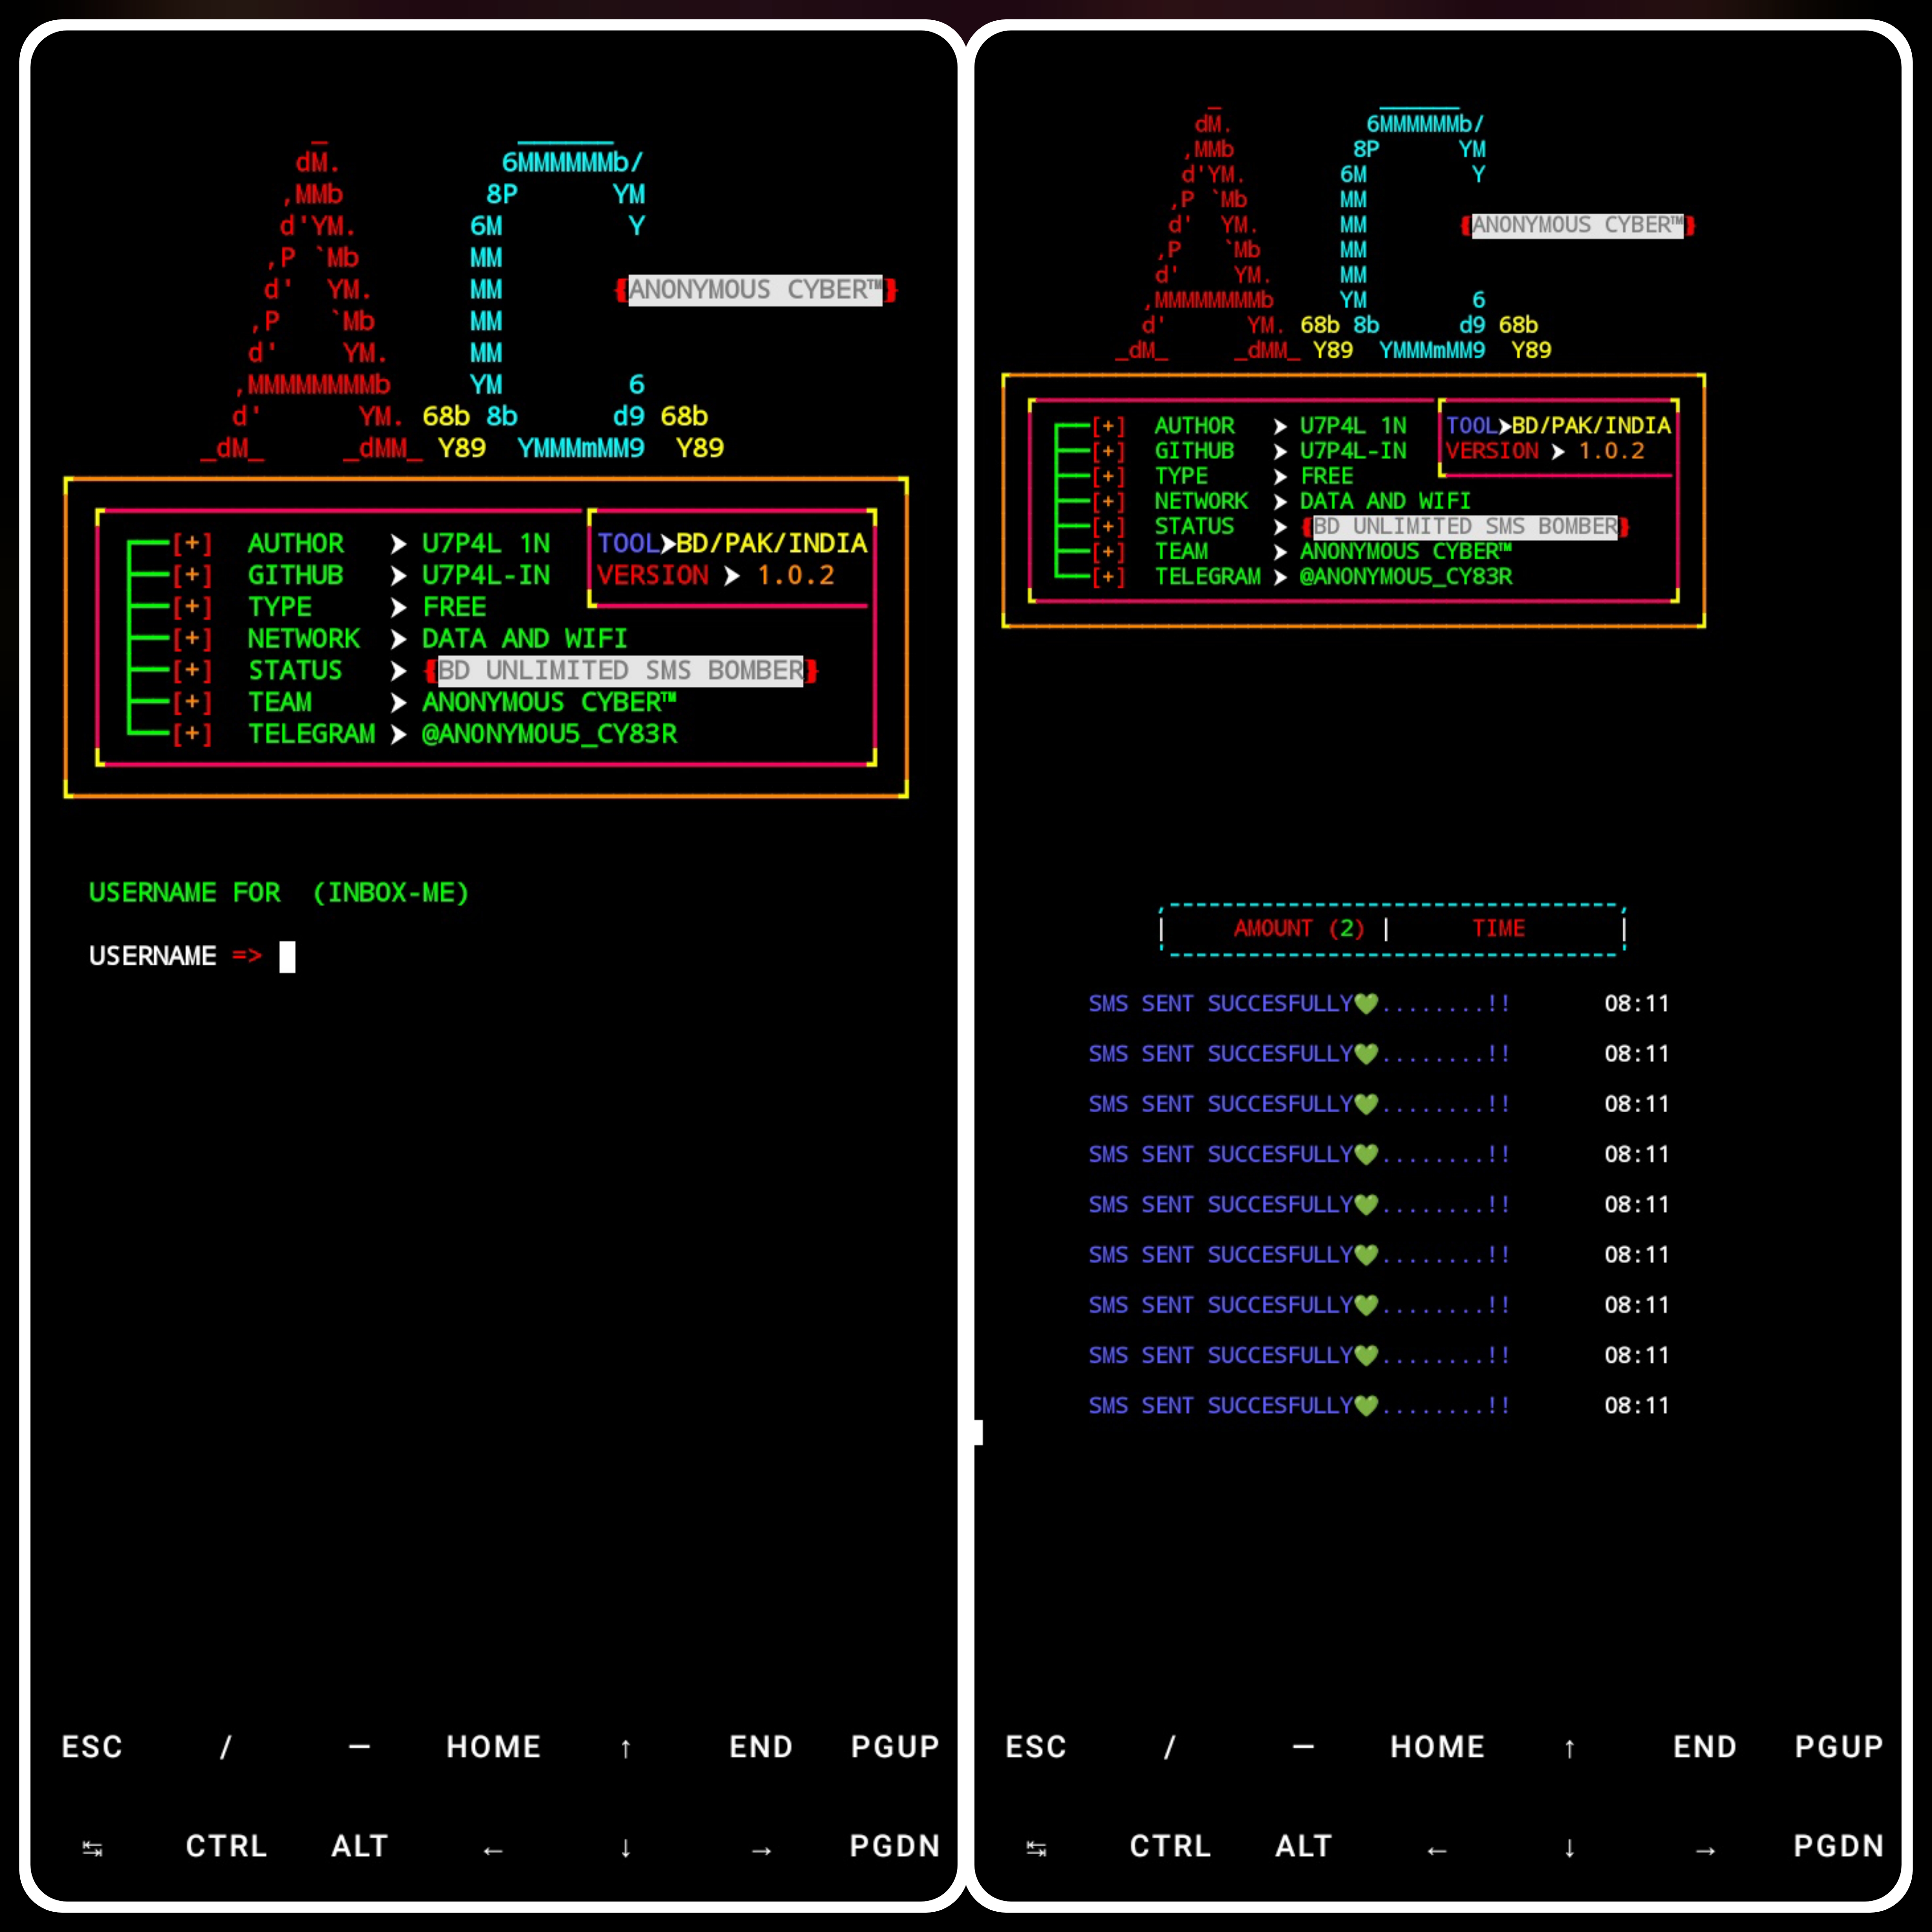 _        ______
dM.          6MMMMMMb/
,MMb         8P      YM
d'YM.       6M        Y
,P `Mb       MM
d'  YM.      MM       {ANONYMOUS CYBER™}
,P   `Mb      MM
d'    YM.     MM
,MMMMMMMMb     YM        6
d'      YM. 68b 8b      d9 68b
_dM_     _dMM_ Y89  YMMMmMM9  Y89
[+] AUTHOR ➤ U7P4L 1N
TOOL➤BD/PAK/INDIA
[+] GITHUB ➤ U7P4L-IN
VERSION ➤ 1.0.2
[+] TYPE ➤ FREE
[+] NETWORK ➤ DATA AND WIFI
[+] STATUS ➤ {BD UNLIMITED SMS BOMBER}
[+] TEAM ➤ ANONYMOUS CYBER™
[+] TELEGRAM ➤ @ANONYMOU5_CY83R
USERNAME FOR  (INBOX-ME)
USERNAME =>
ESC / — HOME ↑ END PGUP
↹ CTRL ALT ← ↓ → PGDN
_        ______
dM.          6MMMMMMb/
,MMb         8P      YM
d'YM.       6M        Y
,P `Mb       MM
d'  YM.      MM       {ANONYMOUS CYBER™}
,P   `Mb      MM
d'    YM.     MM
,MMMMMMMMb     YM        6
d'      YM. 68b 8b      d9 68b
_dM_     _dMM_ Y89  YMMMmMM9  Y89
[+] AUTHOR ➤ U7P4L 1N
TOOL➤BD/PAK/INDIA
[+] GITHUB ➤ U7P4L-IN
VERSION ➤ 1.0.2
[+] TYPE ➤ FREE
[+] NETWORK ➤ DATA AND WIFI
[+] STATUS ➤ {BD UNLIMITED SMS BOMBER}
[+] TEAM ➤ ANONYMOUS CYBER™
[+] TELEGRAM ➤ @ANONYMOU5_CY83R
| AMOUNT (2) | TIME |
SMS SENT SUCCESFULLY💚........!! 08:11
SMS SENT SUCCESFULLY💚........!! 08:11
SMS SENT SUCCESFULLY💚........!! 08:11
SMS SENT SUCCESFULLY💚........!! 08:11
SMS SENT SUCCESFULLY💚........!! 08:11
SMS SENT SUCCESFULLY💚........!! 08:11
SMS SENT SUCCESFULLY💚........!! 08:11
SMS SENT SUCCESFULLY💚........!! 08:11
SMS SENT SUCCESFULLY💚........!! 08:11
ESC / — HOME ↑ END PGUP
↹ CTRL ALT ← ↓ → PGDN